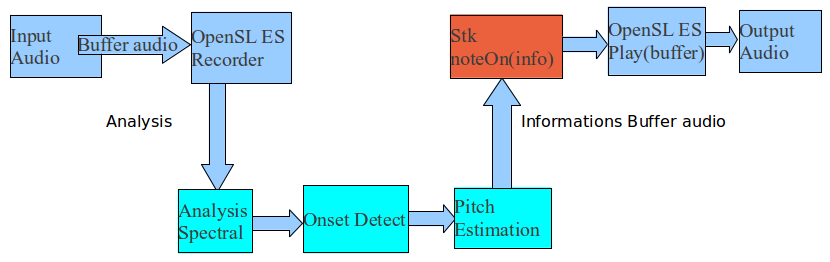 Input
Audio
Buffer audio
OpenSL ES
Recorder
Stk
noteOn(info)
OpenSL ES
Play(buffer)
Output
Audio
Analysis
Informations Buffer audio
Analysis
Spectral
Onset Detect
Pitch
Estimation